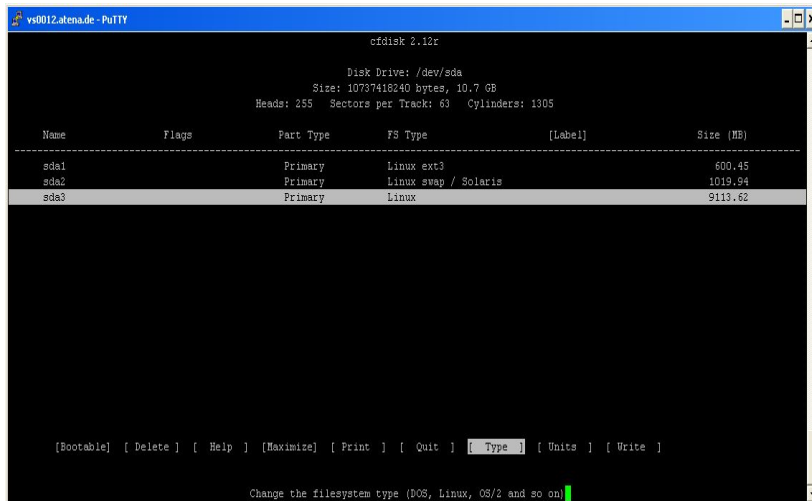 vs0012.atena.de - PuTTY
cfdisk 2.12r
Disk Drive: /dev/sda
Size: 10737418240 bytes, 10.7 GB
Heads: 255   Sectors per Track: 63   Cylinders: 1305
Name   Flags   Part Type   FS Type   [Label]   Size (MB)
sda1   Primary   Linux ext3   600.45
sda2   Primary   Linux swap / Solaris   1019.94
sda3   Primary   Linux   9113.62
[Bootable]  [ Delete ]  [  Help  ]  [Maximize]  [ Print  ]  [  Quit  ]  [  Type  ]  [ Units  ]  [ Write  ]
Change the filesystem type (DOS, Linux, OS/2 and so on)